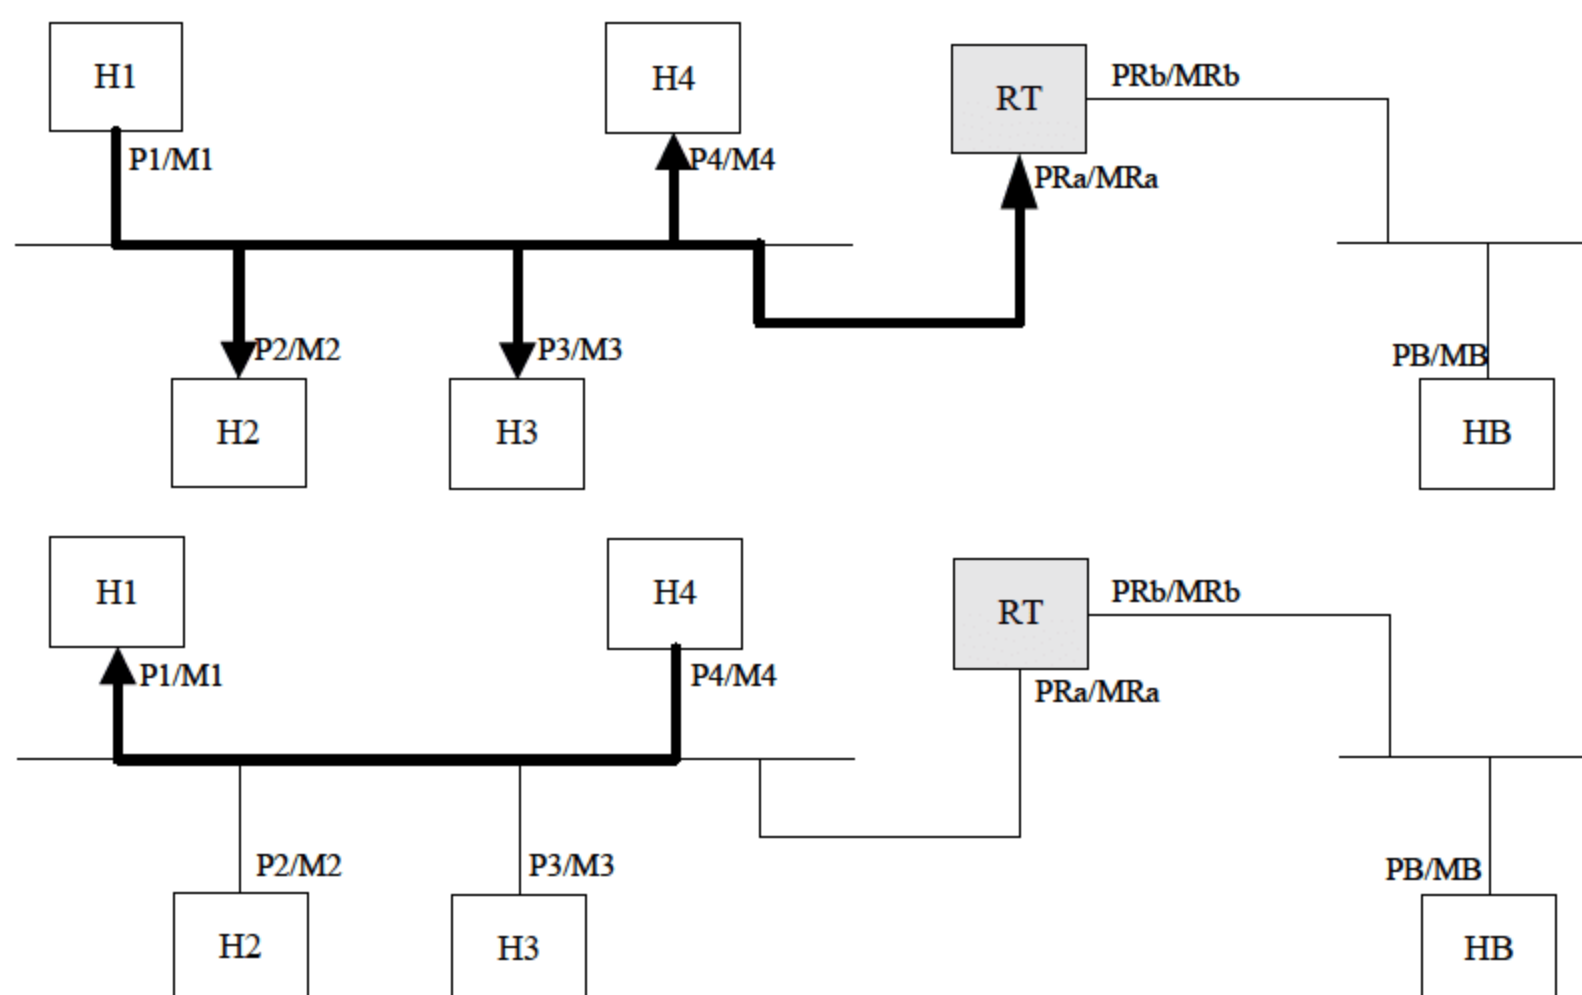 H1
H4
RT
PRb/MRb
P1/M1
P4/M4
PRa/MRa
P2/M2
P3/M3
PB/MB
H2
H3
HB
H1
H4
RT
PRb/MRb
P1/M1
P4/M4
PRa/MRa
P2/M2
P3/M3
PB/MB
H2
H3
HB